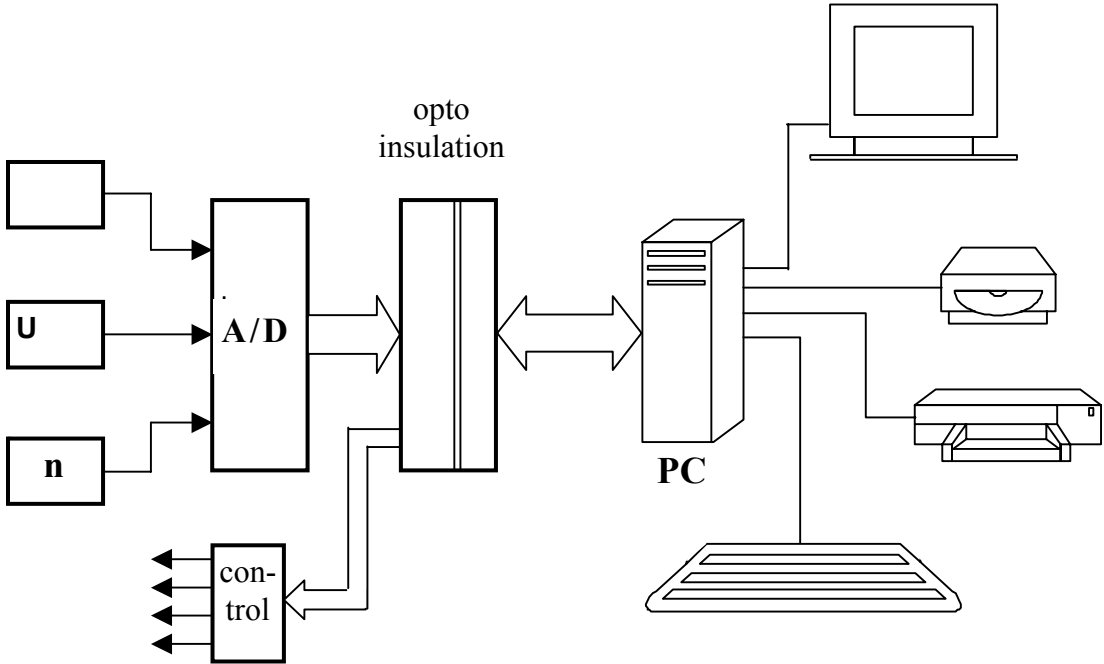 opto
insulation
U
A/D
n
PC
con-
trol